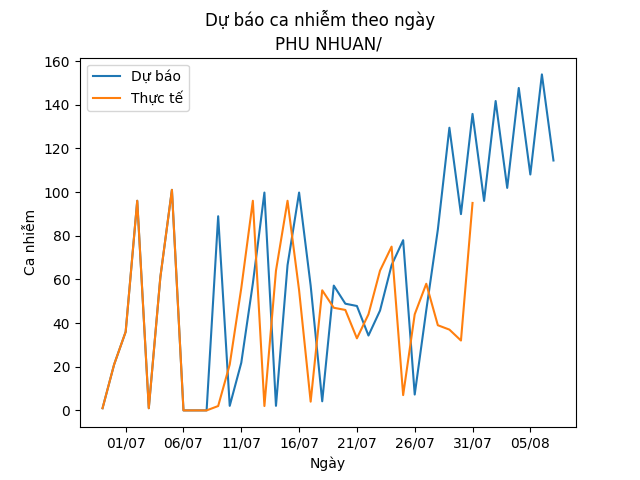 Dự báo ca nhiễm theo ngày
PHU NHUAN/
Dự báo
Thực tế
Ca nhiễm
160
140
120
100
80
60
40
20
0
01/07 06/07 11/07 16/07 21/07 26/07 31/07 05/08
Ngày